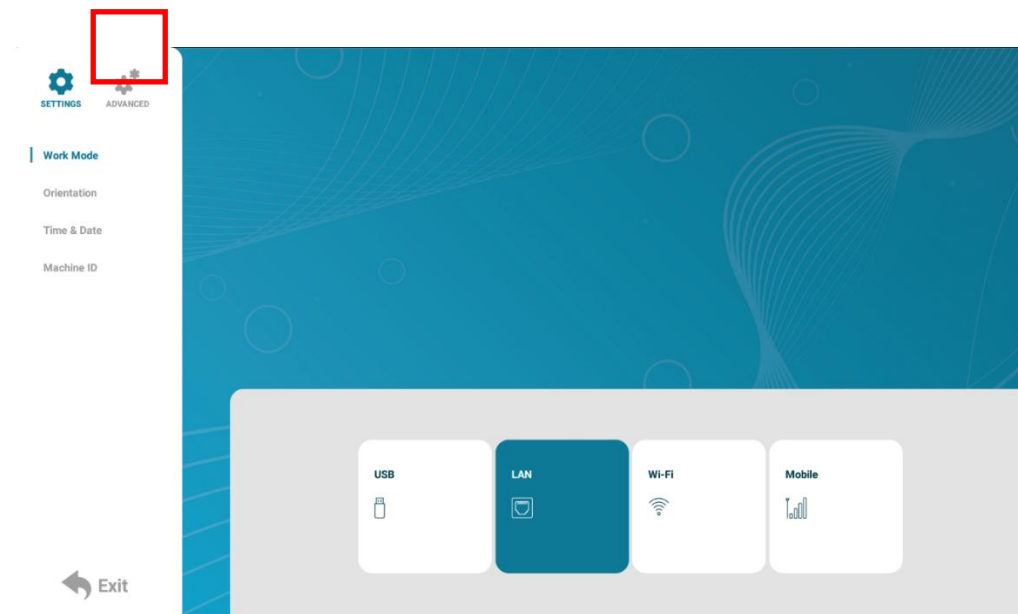 SETTINGS ADVANCED
Work Mode
Orientation
Time & Date
Machine ID
USB LAN Wi-Fi Mobile
Exit